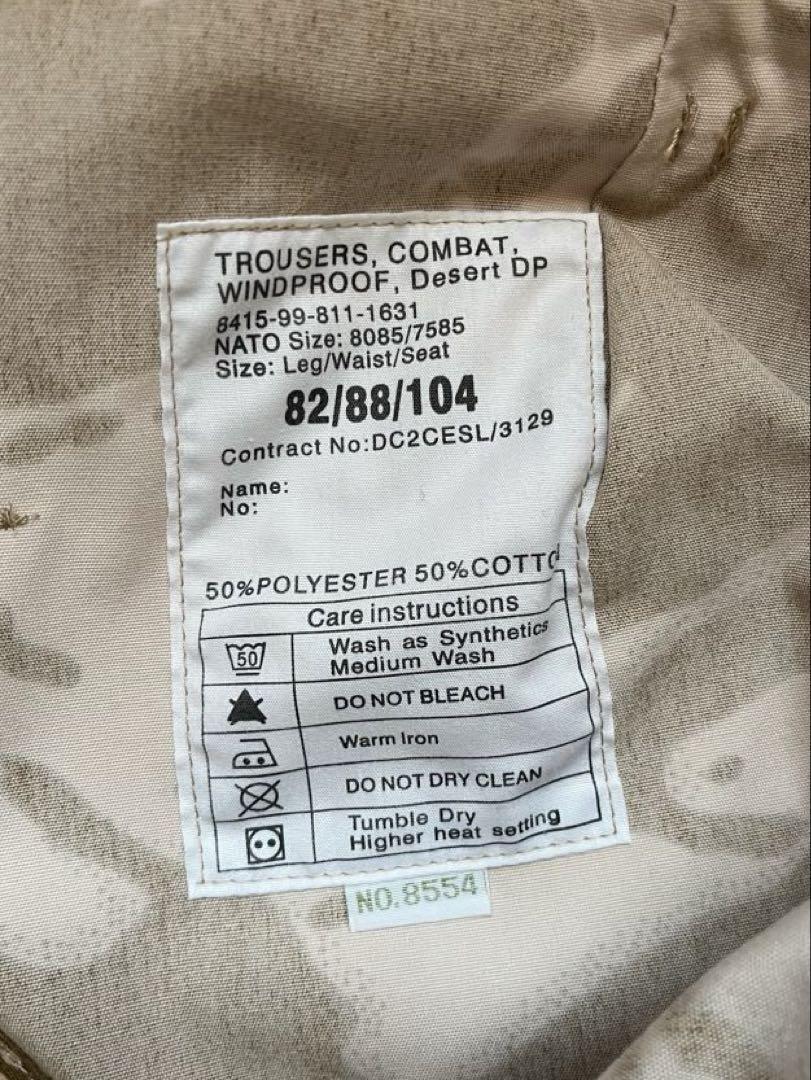 TROUSERS, COMBAT,
WINDPROOF, Desert DP
8415-99-811-1631
NATO Size: 8085/7585
Size: Leg/Waist/Seat
82/88/104
Contract No:DC2CESL/3129
Name:
No:
50%POLYESTER 50%COTTO
Care instructions
50 Wash as Synthetics
Medium Wash
DO NOT BLEACH
Warm Iron
DO NOT DRY CLEAN
Tumble Dry
Higher heat setting
NO.8554